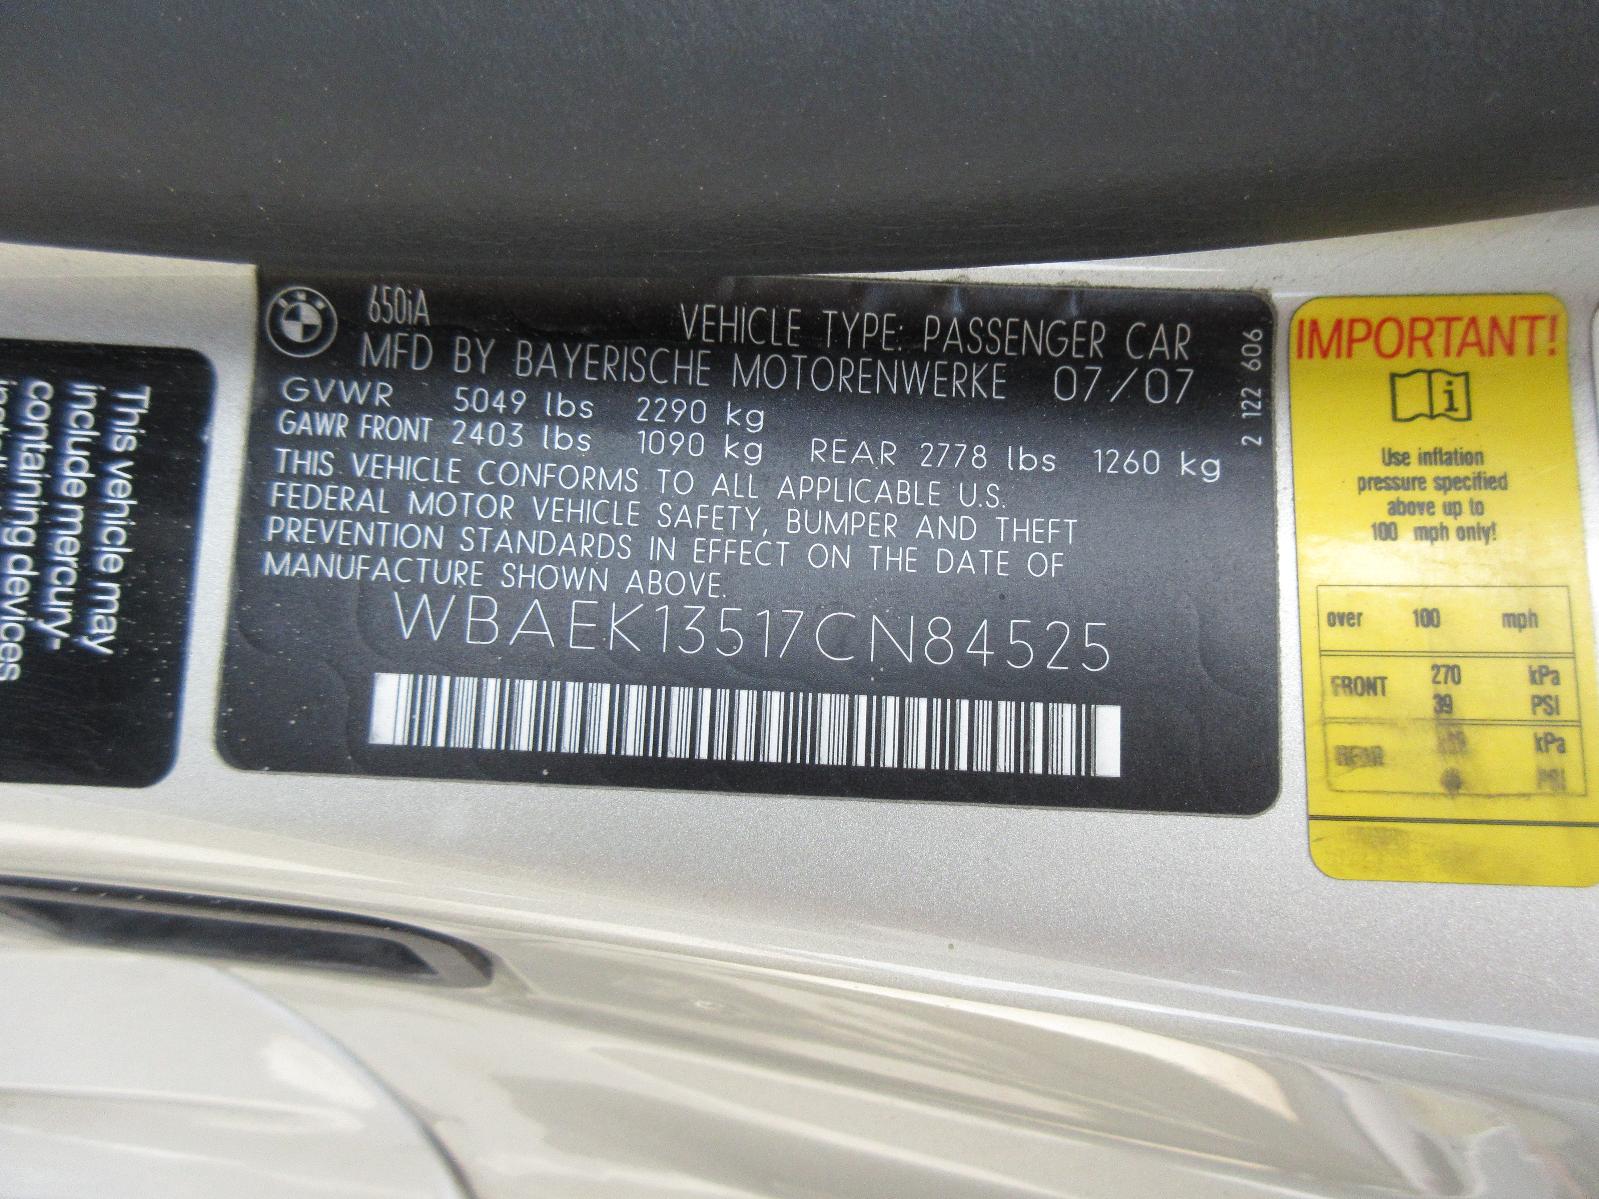 This vehicle may
include mercury-
containing devices
650iA
VEHICLE TYPE: PASSENGER CAR
MFD BY BAYERISCHE MOTORENWERKE 07/07
GVWR 5049 lbs 2290 kg
GAWR FRONT 2403 lbs 1090 kg REAR 2778 lbs 1260 kg
THIS VEHICLE CONFORMS TO ALL APPLICABLE U.S.
FEDERAL MOTOR VEHICLE SAFETY, BUMPER AND THEFT
PREVENTION STANDARDS IN EFFECT ON THE DATE OF
MANUFACTURE SHOWN ABOVE.
WBAEK13517CN84525
2 122 606
IMPORTANT!
i
Use inflation
pressure specified
above up to
100 mph only!
over 100 mph
FRONT 270 kPa
39 PSI
REAR kPa
PSI